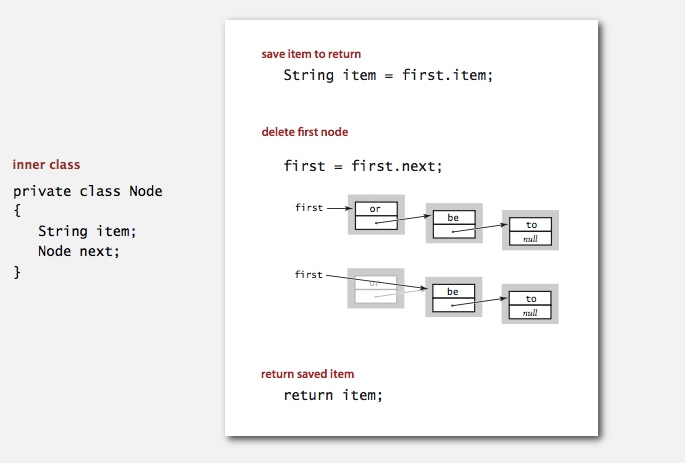 inner class
private class Node
{
String item;
Node next;
}
save item to return
String item = first.item;
delete first node
first = first.next;
first
or
be
to
null
first
or
be
to
null
return saved item
return item;